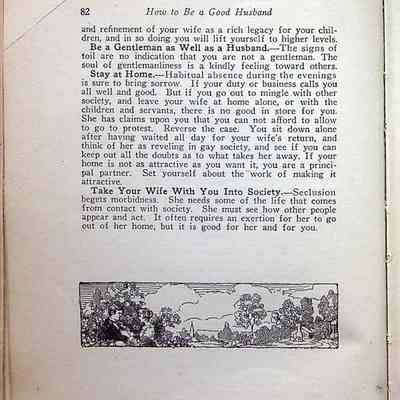 82 How to Be a Good Husband
and refinement of your wife as a rich legacy for your chil-
dren, and in so doing you will lift yourself to higher levels.
Be a Gentleman as Well as a Husband.—The signs of
toil are no indication that you are not a gentleman. The
soul of gentlemanliness is a kindly feeling toward others.
Stay at Home.—Habitual absence during the evenings
is sure to bring sorrow. If your duty or business calls you
all well and good. But if you go out to mingle with other
society, and leave your wife at home alone, or with the
children and servants, there is no good in store for you.
She has claims upon you that you can not afford to allow
to go to protest. Reverse the case. You sit down alone
after having waited all day for your wife's return, and
think of her as reveling in gay society, and see if you can
keep out all the doubts as to what takes her away. If your
home is not as attractive as you want it, you are a princi-
pal partner. Set yourself about the work of making it
attractive.
Take Your Wife With You Into Society.—Seclusion
begets morbidness. She needs some of the life that comes
from contact with society. She must see how other people
appear and act. It often requires an exertion for her to go
out of her home, but it is good for her and for you.